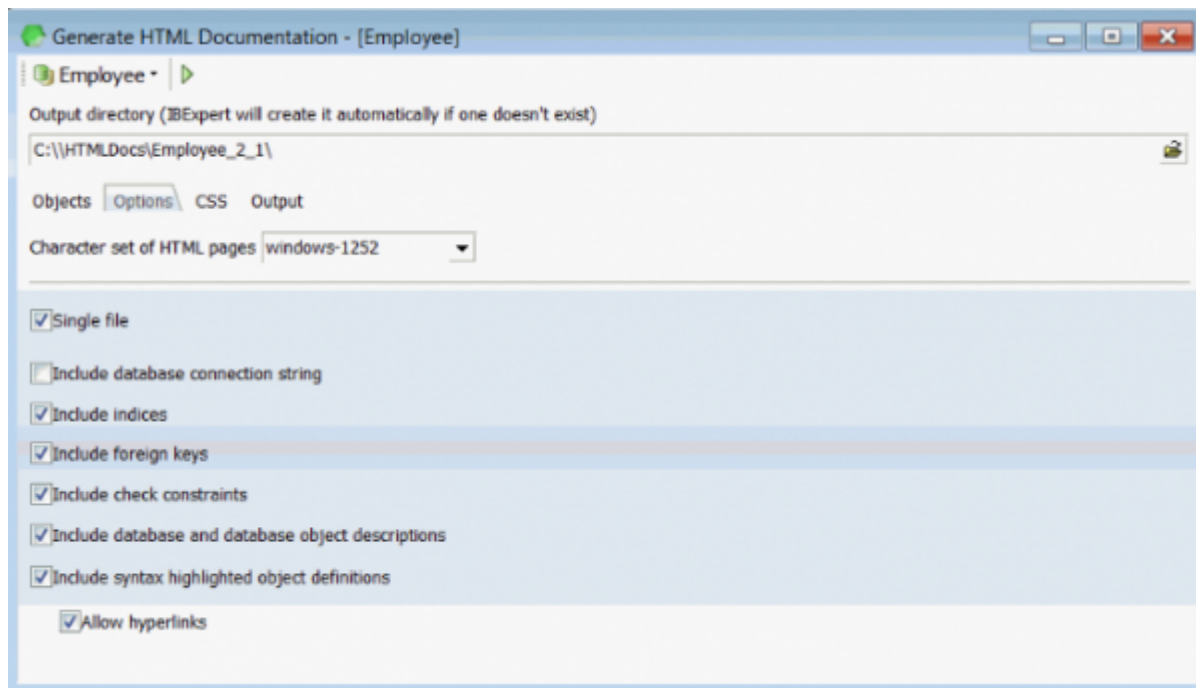 Generate HTML Documentation - [Employee]
Employee
Output directory (IBExpert will create it automatically if one doesn't exist)
C:\\HTMLDocs\Employee_2_1\
Objects Options CSS Output
Character set of HTML pages windows-1252
Single file
Include database connection string
Include indices
Include foreign keys
Include check constraints
Include database and database object descriptions
Include syntax highlighted object definitions
Allow hyperlinks